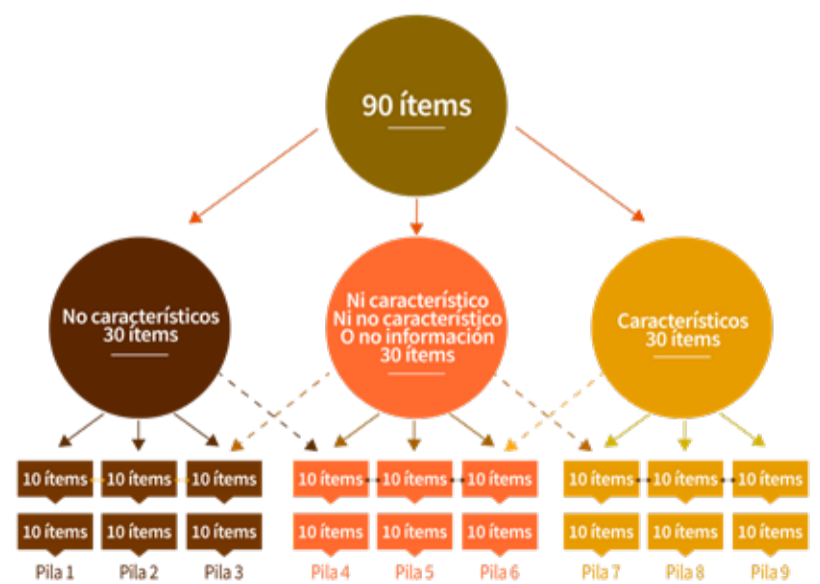 90 ítems
No característicos
30 ítems
Ni característico
Ni no característico
O no información
30 ítems
Característicos
30 ítems
10 ítems 10 ítems 10 ítems 10 ítems 10 ítems 10 ítems 10 ítems 10 ítems 10 ítems
10 ítems 10 ítems 10 ítems 10 ítems 10 ítems 10 ítems 10 ítems 10 ítems 10 ítems
Pila 1 Pila 2 Pila 3 Pila 4 Pila 5 Pila 6 Pila 7 Pila 8 Pila 9